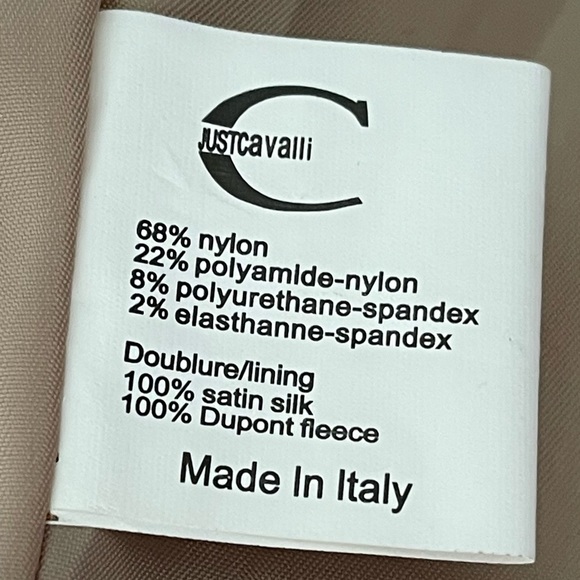 JUSTcavalli
68% nylon
22% polyamide-nylon
8% polyurethane-spandex
2% elasthanne-spandex
Doublure/lining
100% satin silk
100% Dupont fleece
Made In Italy